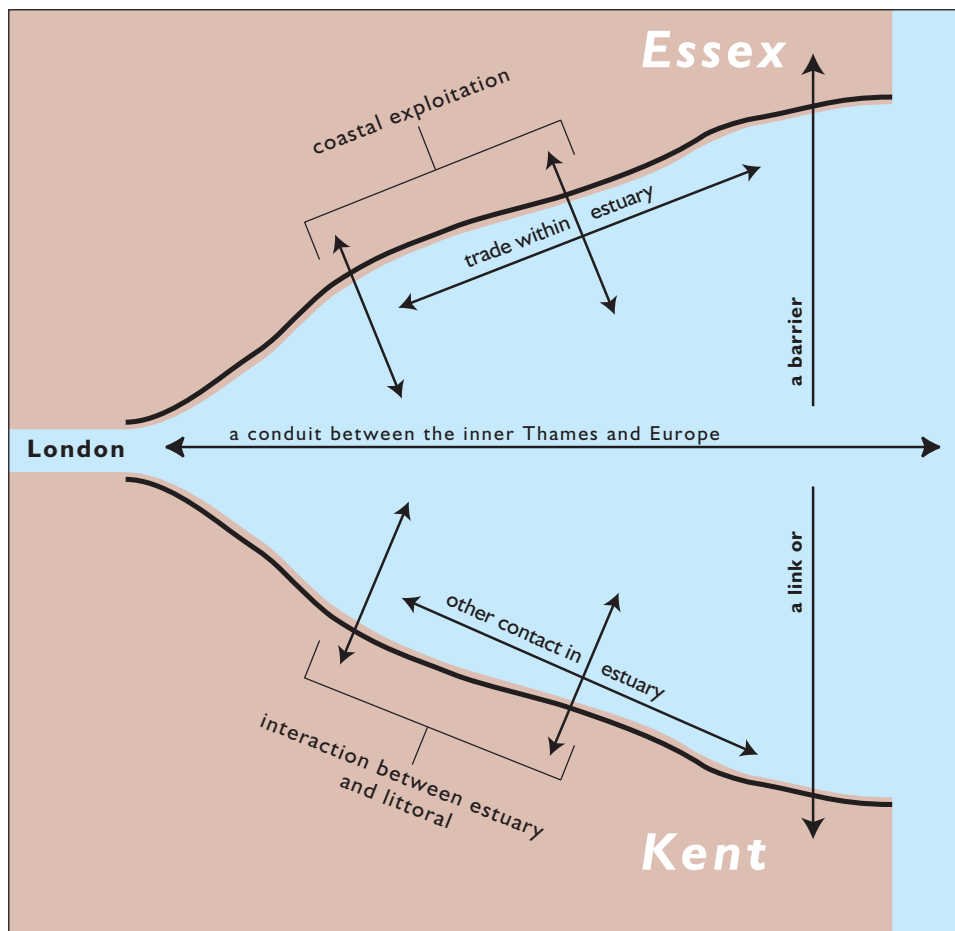 Essex
coastal exploitation
trade within estuary
a barrier
London
a conduit between the inner Thames and Europe
a link or
other contact in estuary
interaction between estuary
and littoral
Kent